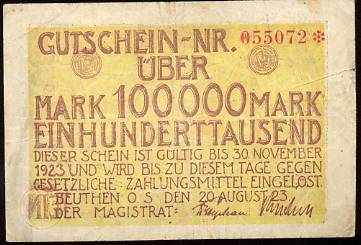 GUTSCHEIN-NR. 055072*
ÜBER
MARK 100000 MARK
EINHUNDERTTAUSEND
DIESER SCHEIN IST GÜLTIG BIS 30 NOVEMBER
1923 UND WIRD BIS ZU DIESEM TAGE GEGEN
GESETZLICHE ZAHLUNGSMITTEL EINGELÖST.
BEUTHEN O.S DEN 20 AUGUST 23
DER MAGISTRAT: